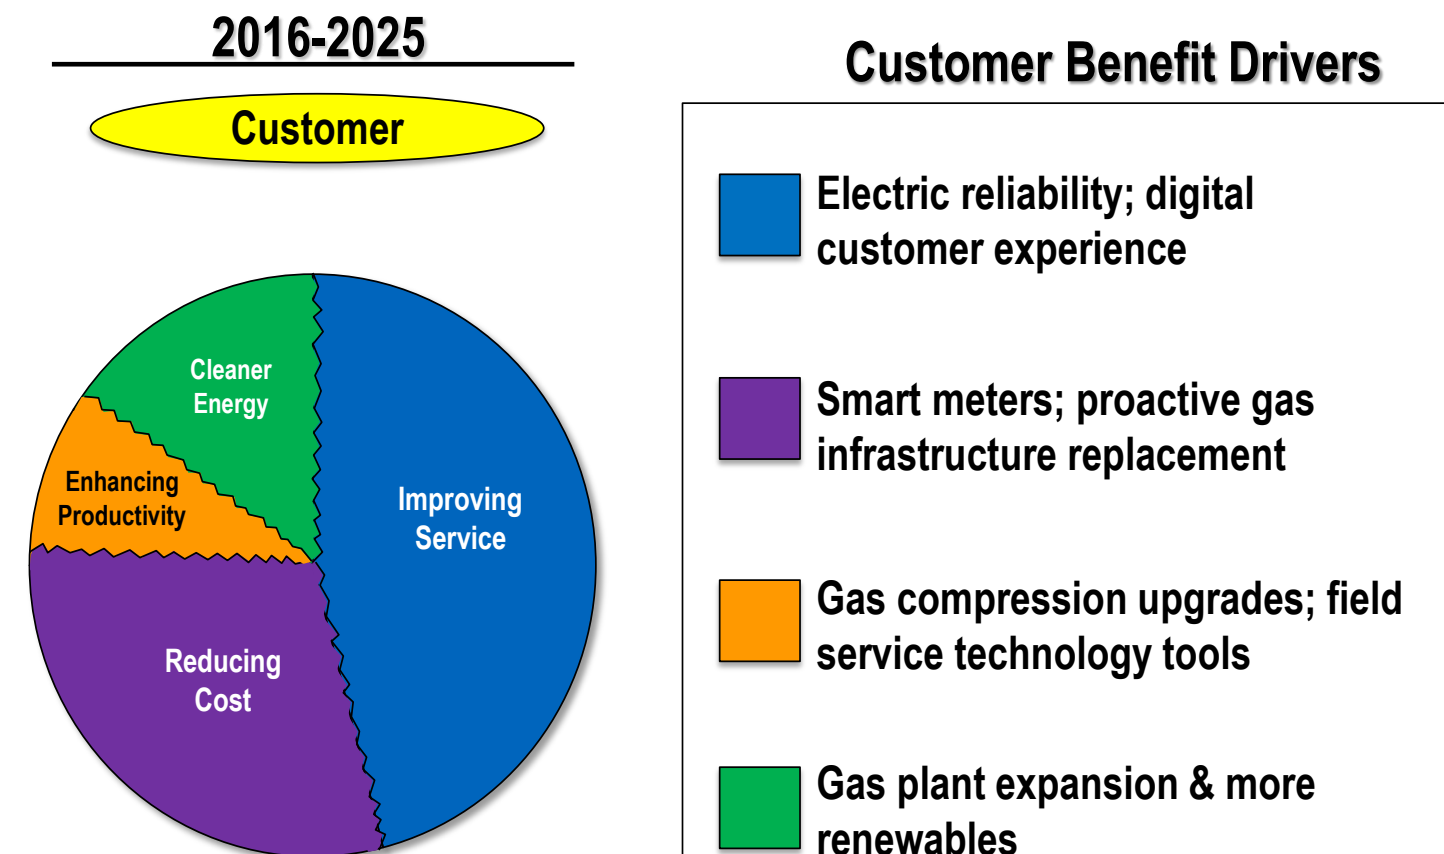 2016-2025
Customer
Cleaner
Energy
Enhancing
Productivity
Improving
Service
Reducing
Cost
Customer Benefit Drivers
Electric reliability; digital
customer experience
Smart meters; proactive gas
infrastructure replacement
Gas compression upgrades; field
service technology tools
Gas plant expansion & more
renewables